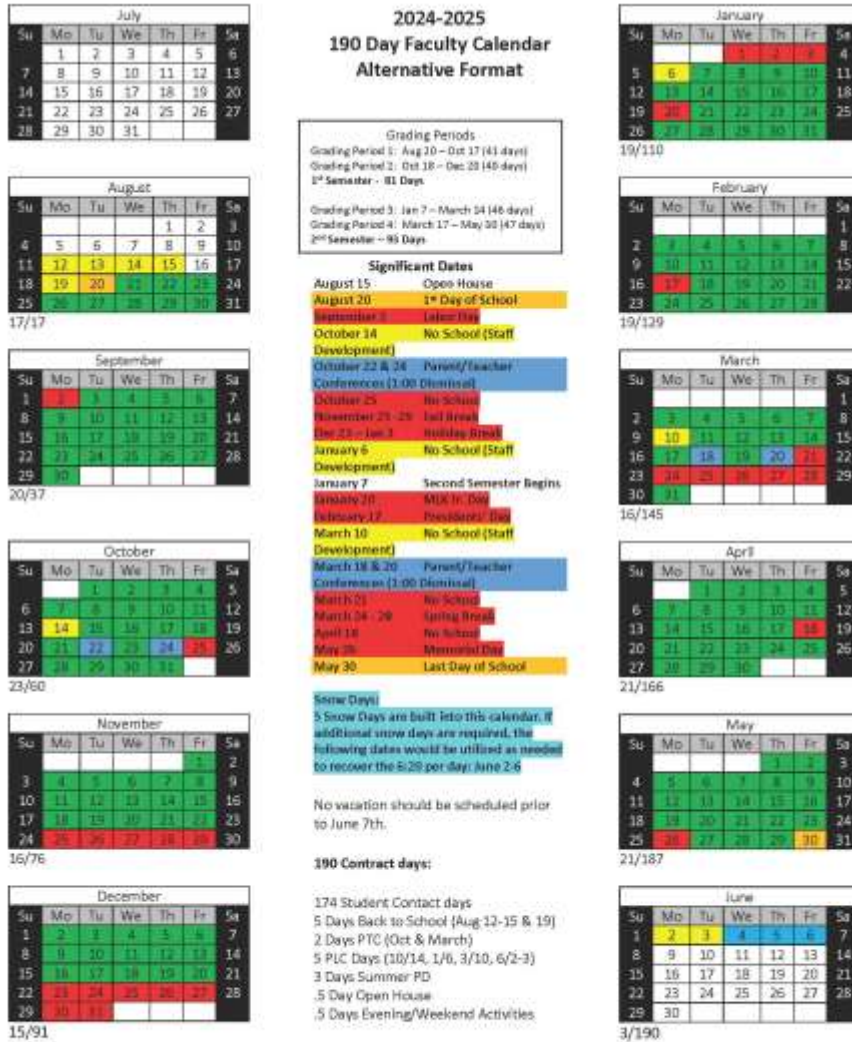 July
Su Mo Tu We Th Fr Sa
1 2 3 4 5 6
7 8 9 10 11 12 13
14 15 16 17 18 19 20
21 22 23 24 25 26 27
28 29 30 31
August
Su Mo Tu We Th Fr Sa
1 2 3
4 5 6 7 8 9 10
11 12 13 14 15 16 17
18 19 20 21 22 23 24
25 26 27 28 29 30 31
17/17
September
Su Mo Tu We Th Fr Sa
1 2 3 4 5 6 7
8 9 10 11 12 13 14
15 16 17 18 19 20 21
22 23 24 25 26 27 28
29 30
20/37
October
Su Mo Tu We Th Fr Sa
1 2 3 4 5
6 7 8 9 10 11 12
13 14 15 16 17 18 19
20 21 22 23 24 25 26
27 28 29 30 31
23/60
November
Su Mo Tu We Th Fr Sa
1 2
3 4 5 6 7 8 9
10 11 12 13 14 15 16
17 18 19 20 21 22 23
24 25 26 27 28 29 30
16/76
December
Su Mo Tu We Th Fr Sa
1 2 3 4 5 6 7
8 9 10 11 12 13 14
15 16 17 18 19 20 21
22 23 24 25 26 27 28
29 30 31
15/91
2024-2025
190 Day Faculty Calendar
Alternative Format
Grading Periods
Grading Period 1: Aug 20 – Oct 17 (41 days)
Grading Period 2: Oct 18 – Dec 20 (40 days)
1st Semester - 81 Days
Grading Period 3: Jan 7 – March 14 (46 days)
Grading Period 4: March 17 – May 30 (47 days)
2nd Semester – 93 Days
Significant Dates
August 15 Open House
August 20 1st Day of School
September 2 Labor Day
October 14 No School (Staff
Development)
October 22 & 24 Parent/Teacher
Conferences (1:00 Dismissal)
October 25 No School
November 25 -29 Fall Break
Dec 23 – Jan 3 Holiday Break
January 6 No School (Staff
Development)
January 7 Second Semester Begins
January 20 MLK Jr. Day
February 17 Presidents' Day
March 10 No School (Staff
Development)
March 18 & 20 Parent/Teacher
Conferences (1:00 Dismissal)
March 21 No School
March 24 - 28 Spring Break
April 18 No School
May 26 Memorial Day
May 30 Last Day of School
Snow Days:
5 Snow Days are built into this calendar. If
additional snow days are required, the
following dates would be utilized as needed
to recover the per day: June 2-6
No vacation should be scheduled prior
to June 7th.
190 Contract days:
174 Student Contact days
5 Days Back to School (Aug 12-15 & 19)
2 Days PTC (Oct & March)
5 PLC Days (10/14, 1/6, 3/10, 6/2-3)
3 Days Summer PD
.5 Day Open House
.5 Days Evening/Weekend Activities
January
Su Mo Tu We Th Fr Sa
1 2 3 4
5 6 7 8 9 10 11
12 13 14 15 16 17 18
19 20 21 22 23 24 25
26 27 28 29 30 31
19/110
February
Su Mo Tu We Th Fr Sa
1
2 3 4 5 6 7 8
9 10 11 12 13 14 15
16 17 18 19 20 21 22
23 24 25 26 27 28
19/129
March
Su Mo Tu We Th Fr Sa
1
2 3 4 5 6 7 8
9 10 11 12 13 14 15
16 17 18 19 20 21 22
23 24 25 26 27 28 29
30 31
16/145
April
Su Mo Tu We Th Fr Sa
1 2 3 4 5
6 7 8 9 10 11 12
13 14 15 16 17 18 19
20 21 22 23 24 25 26
27 28 29 30
21/166
May
Su Mo Tu We Th Fr Sa
1 2 3
4 5 6 7 8 9 10
11 12 13 14 15 16 17
18 19 20 21 22 23 24
25 26 27 28 29 30 31
21/187
June
Su Mo Tu We Th Fr Sa
1 2 3 4 5 6 7
8 9 10 11 12 13 14
15 16 17 18 19 20 21
22 23 24 25 26 27 28
29 30
3/190